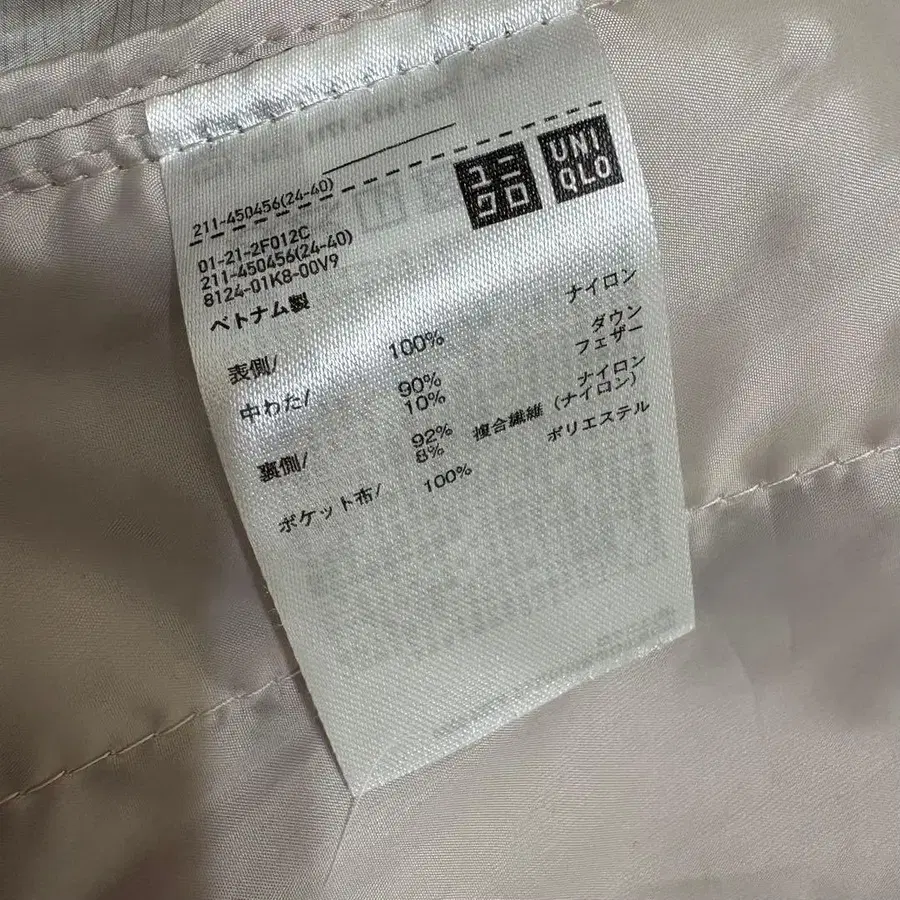 211-450456(24-40)
ユニクロ
UNIQLO
01-21-2F012C
211-450456(24-40)
8124-01K8-00V9
ベトナム製
表側/ 100% ナイロン
中わた/ 90% ダウン
10% フェザー
裏側/ 92% ナイロン
8% 複合繊維(ナイロン)
ポケット布/ 100% ポリエステル